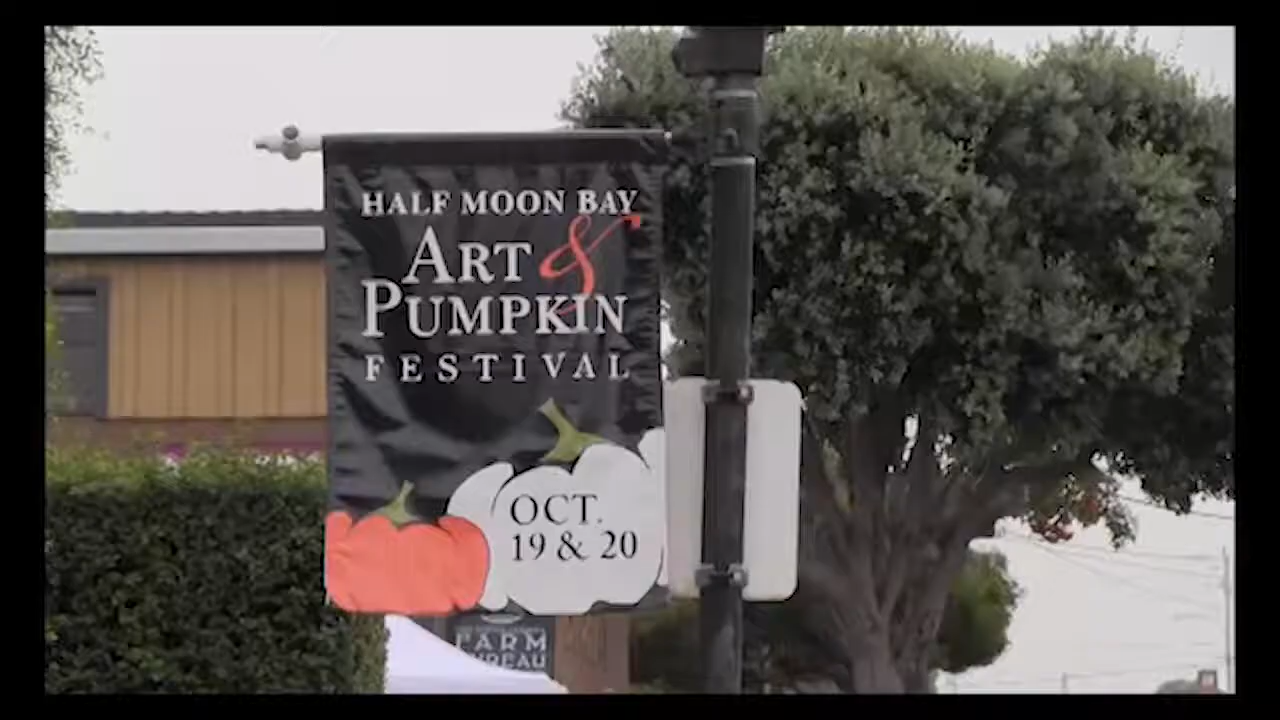 HALF MOON BAY
ART &
PUMPKIN
FESTIVAL
OCT.
19 & 20
FARM